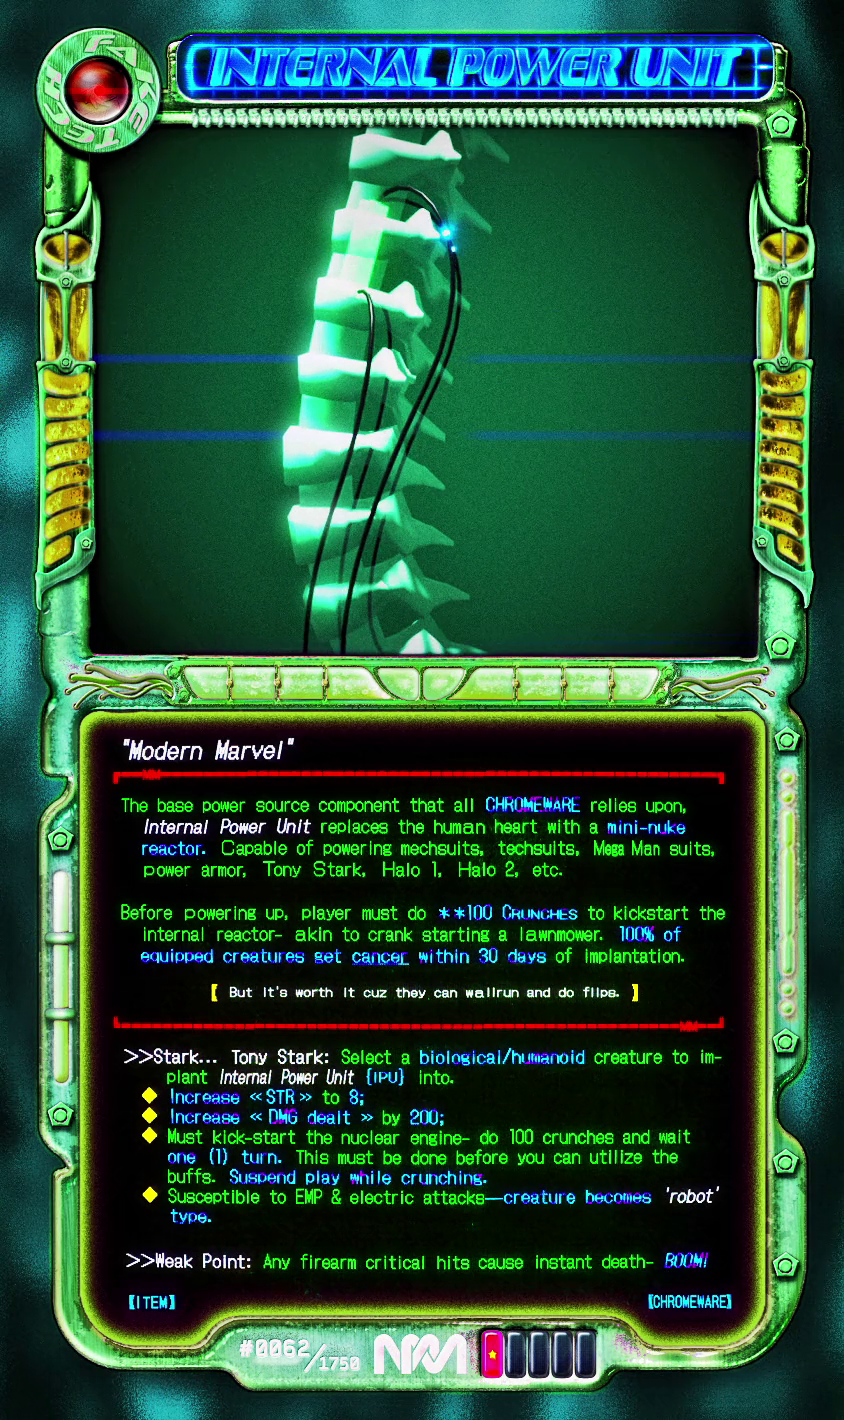 FAKE TECH
INTERNAL POWER UNIT
"Modern Marvel"
NM
The base power source component that all CHROMEWARE relies upon,
Internal Power Unit replaces the human heart with a mini-nuke
reactor. Capable of powering mechsuits, techsuits, Mega Man suits,
power armor, Tony Stark, Halo 1, Halo 2, etc.
Before powering up, player must do **100 CRUNCHES to kickstart the
internal reactor- akin to crank starting a lawnmower. 100% of
equipped creatures get cancer within 30 days of implantation.
【 But it's worth it cuz they can wallrun and do flips. 】
NM
>>Stark... Tony Stark: Select a biological/humanoid creature to im-
plant Internal Power Unit {IPU} into.
◆ Increase «STR» to 8;
◆ Increase «DMG dealt» by 200;
◆ Must kick-start the nuclear engine- do 100 crunches and wait
one (1) turn. This must be done before you can utilize the
buffs. Suspend play while crunching.
◆ Susceptible to EMP & electric attacks—creature becomes 'robot'
type.
>>Weak Point: Any firearm critical hits cause instant death- BOOM!
【ITEM】 【CHROMEWARE】
#0062/1750 NM